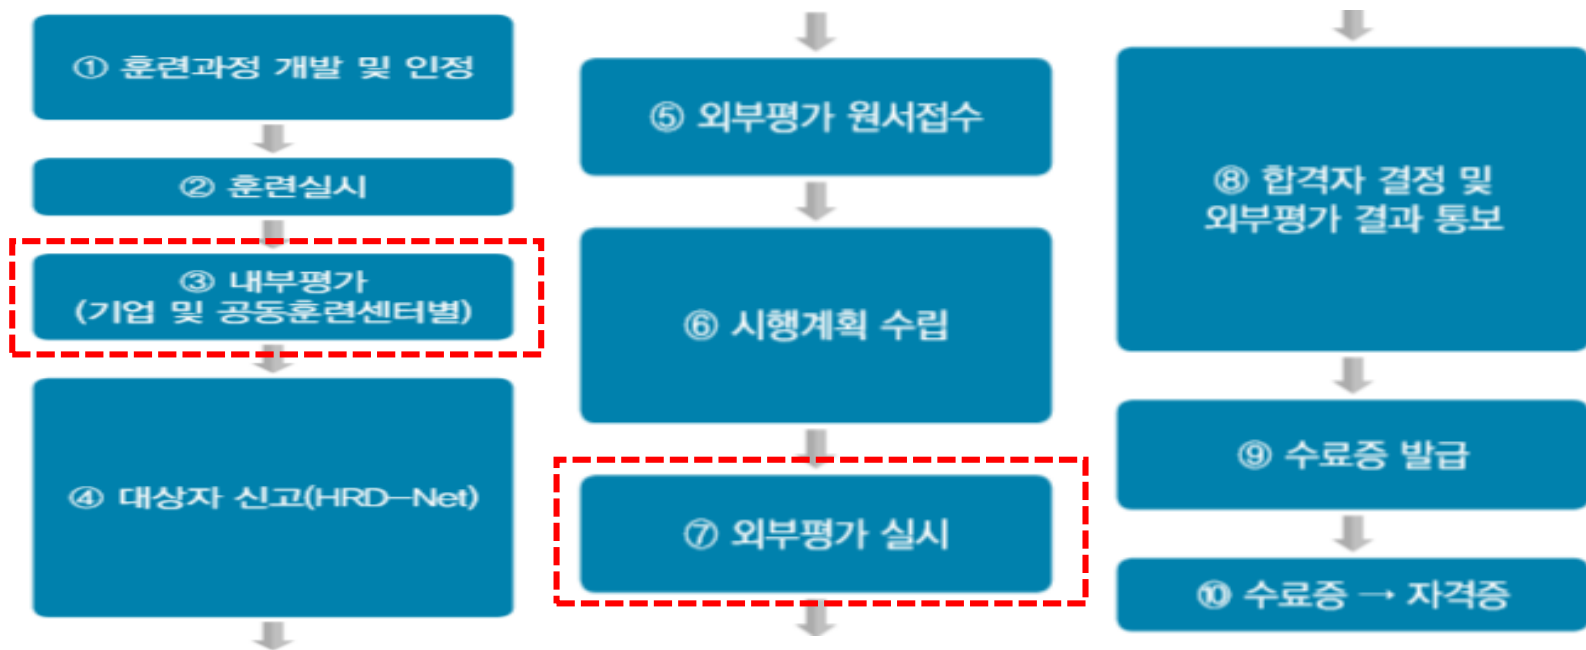 ① 훈련과정 개발 및 인정
② 훈련실시
③ 내부평가
(기업 및 공동훈련센터별)
④ 대상자 신고(HRD-Net)
⑤ 외부평가 원서접수
⑥ 시행계획 수립
⑦ 외부평가 실시
⑧ 합격자 결정 및
외부평가 결과 통보
⑨ 수료증 발급
⑩ 수료증 → 자격증